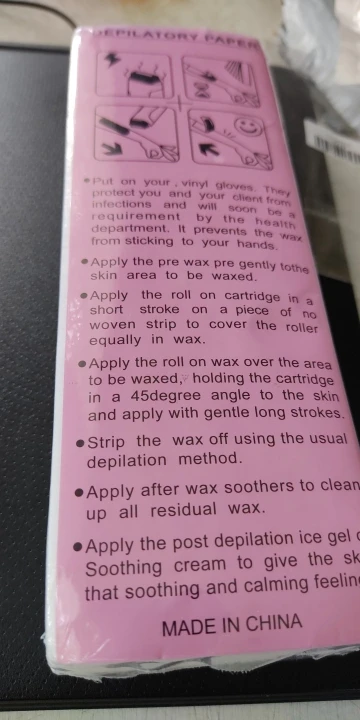 DEPILATORY PAPER
•Put on your . vinyl gloves. They
protect you and your client from
infections and will soon be a
requirement by the health
department. It prevents the wax
from sticking to your hands.
•Apply the pre wax pre gently tothe
skin area to be waxed.
•Apply the roll on cartridge in a
short stroke on a piece of no
woven strip to cover the roller
equally in wax.
•Apply the roll on wax over the area
to be waxed, holding the cartridge
in a 45degree angle to the skin
and apply with gentle long strokes.
•Strip the wax off using the usual
depilation method.
•Apply after wax soothers to clean
up all residual wax.
•Apply the post depilation ice gel
Soothing cream to give the
that soothing and calming
MADE IN CHINA